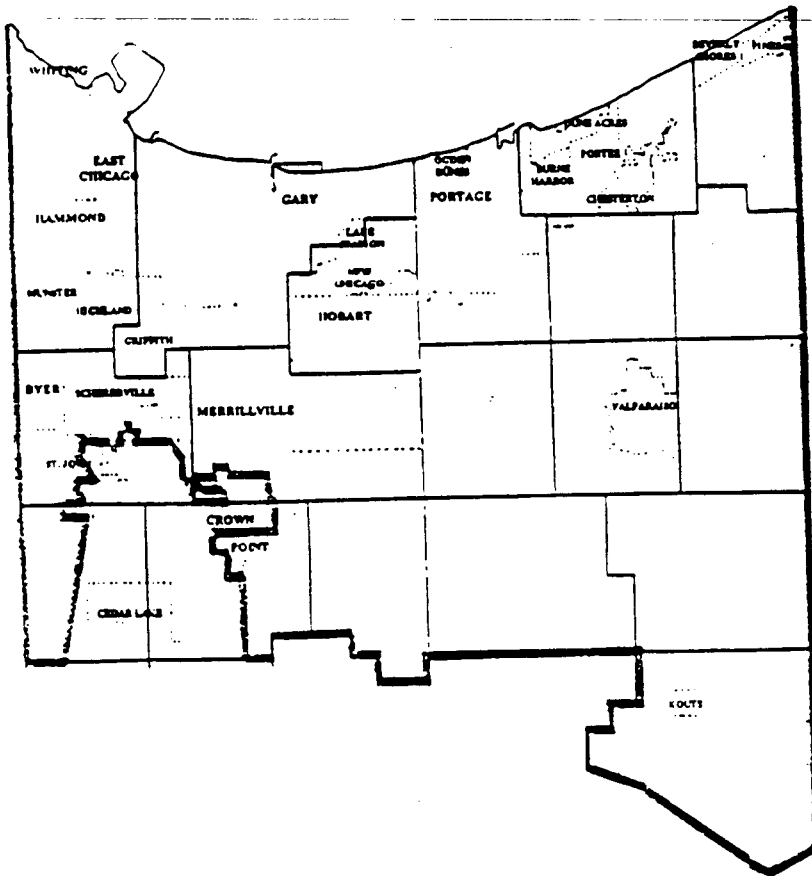 WHITING
BEVERLY
SHORES
PINES
DUNE ACRES
EAST
CHICAGO
OGDEN
DUNES
PORTER
BURNS
HARBOR
GARY
PORTAGE
CHESTERTON
HAMMOND
LAKE
STATION
NEW
CHICAGO
MUNSTER
HIGHLAND
HOBART
GRIFFITH
DYER
SCHERERVILLE
MERRILLVILLE
VALPARAISO
ST. JOHN
CROWN
POINT
CEDAR LAKE
KOUTS